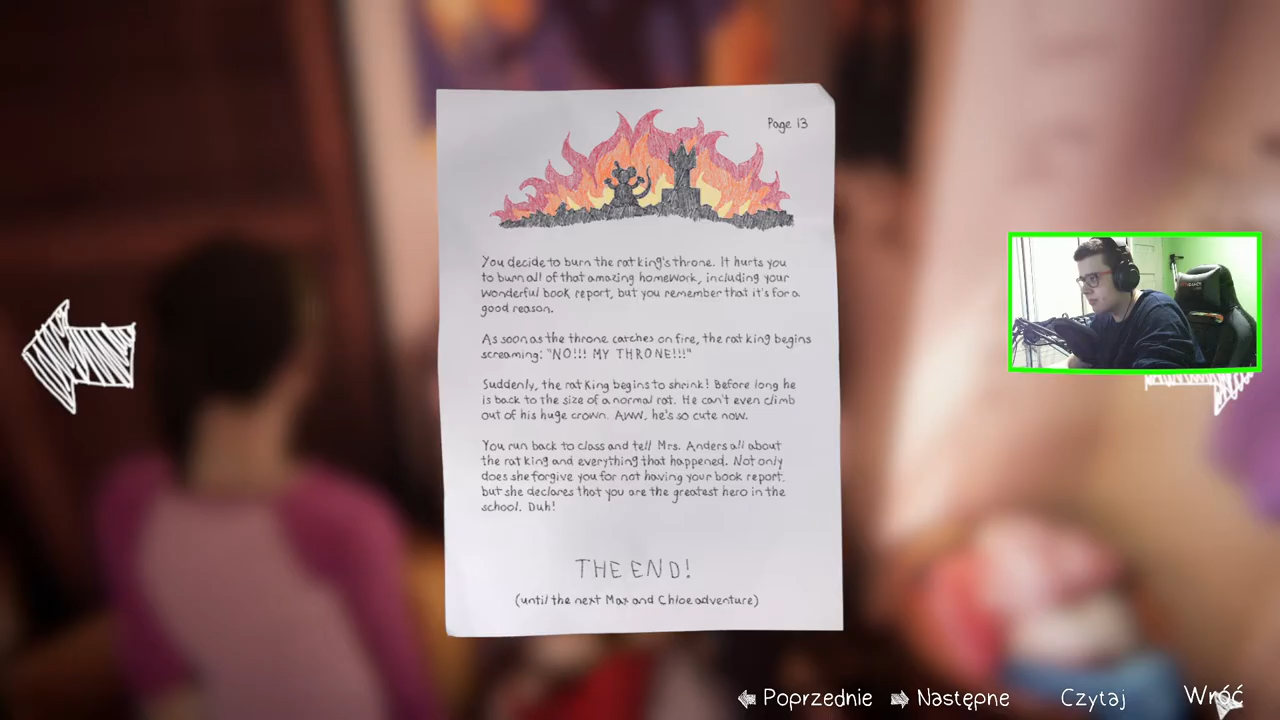 Page 13
You decide to burn the rat king's throne. It hurts you
to burn all of that amazing homework, including your
wonderful book report, but you remember that it's for a
good reason.
As soon as the throne catches on fire, the rat king begins
screaming: "NO!!! MY THRONE!!!"
Suddenly, the rat King begins to shrink! Before long he
is back to the size of a normal rat. He can't even climb
out of his huge crown. Aww, he's so cute now.
You run back to class and tell Mrs. Anders all about
the rat king and everything that happened. Not only
does she forgive you for not having your book report,
but she declares that you are the greatest hero in the
school. Duh!
THE END!
(until the next Max and Chloe adventure)
Poprzednie Następne Czytaj Wróć